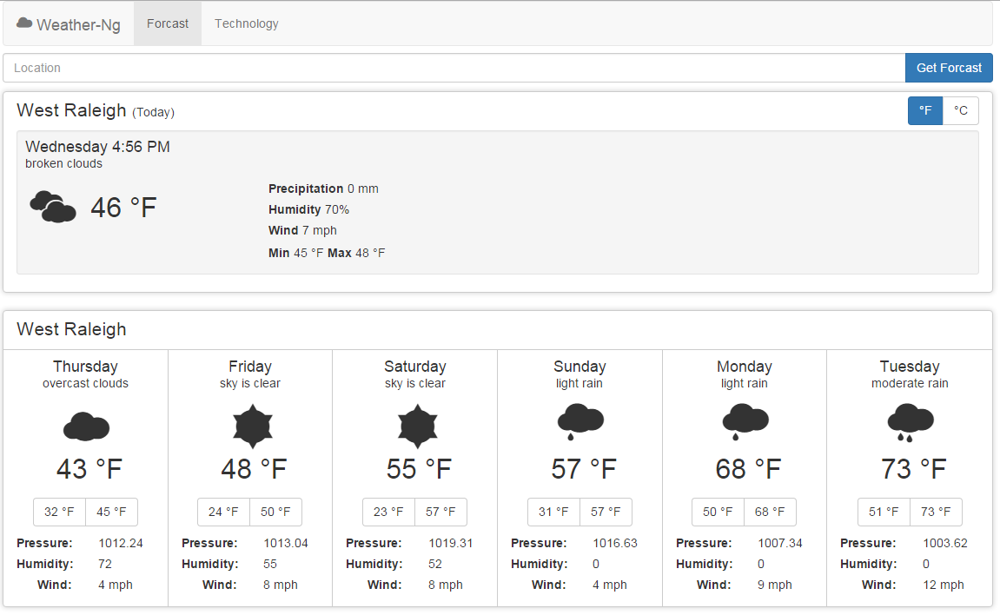 Weather-Ng Forcast Technology
Location Get Forcast
West Raleigh (Today) °F °C
Wednesday 4:56 PM
broken clouds
46 °F
Precipitation 0 mm
Humidity 70%
Wind 7 mph
Min 45 °F Max 48 °F
West Raleigh
Thursday
overcast clouds
43 °F
32 °F 45 °F
Pressure: 1012.24
Humidity: 72
Wind: 4 mph
Friday
sky is clear
48 °F
24 °F 50 °F
Pressure: 1013.04
Humidity: 55
Wind: 8 mph
Saturday
sky is clear
55 °F
23 °F 57 °F
Pressure: 1019.31
Humidity: 52
Wind: 8 mph
Sunday
light rain
57 °F
31 °F 57 °F
Pressure: 1016.63
Humidity: 0
Wind: 4 mph
Monday
light rain
68 °F
50 °F 68 °F
Pressure: 1007.34
Humidity: 0
Wind: 9 mph
Tuesday
moderate rain
73 °F
51 °F 73 °F
Pressure: 1003.62
Humidity: 0
Wind: 12 mph